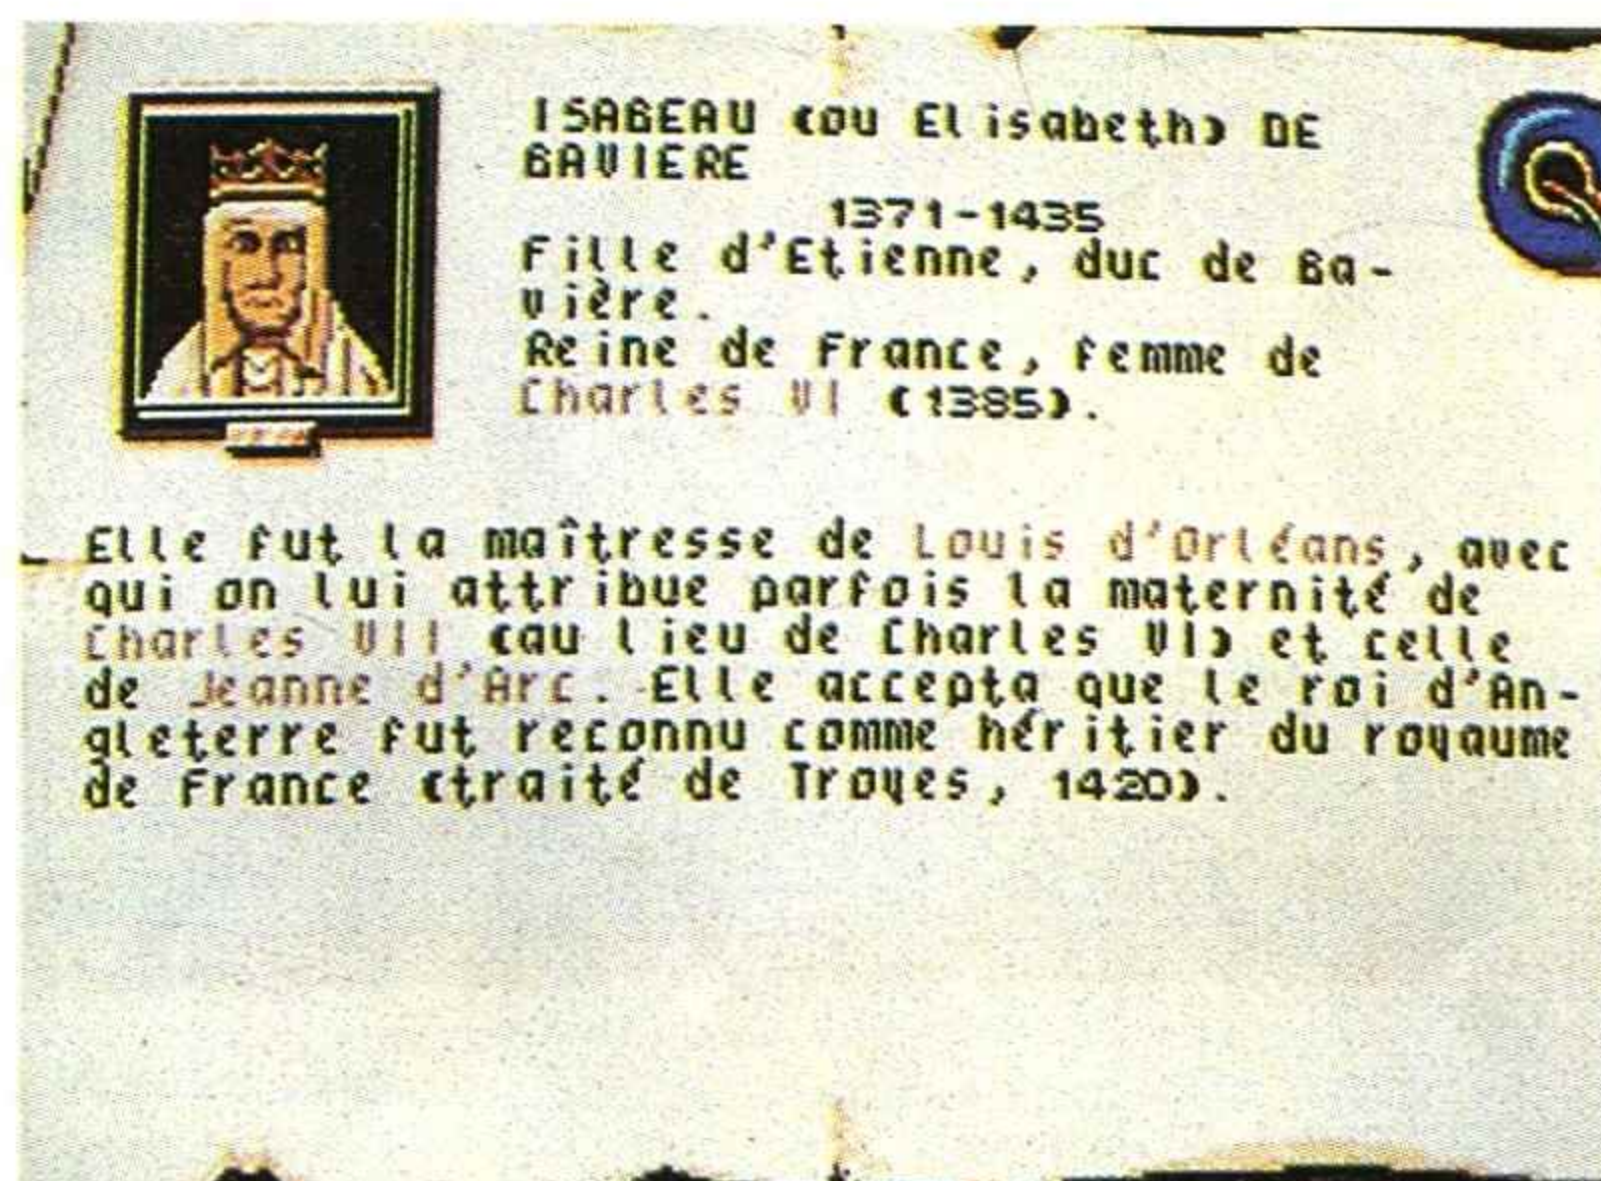 ISABEAU (ou Elisabeth) DE
BAVIERE
1371-1435
Fille d'Etienne, duc de Ba-
vière.
Reine de France, femme de
Charles VI (1385).
Elle fut la maîtresse de Louis d'Orléans, avec
qui on lui attribue parfois la maternité de
Charles VII (au lieu de Charles VI) et celle
de Jeanne d'Arc. Elle accepta que le roi d'An-
gleterre fut reconnu comme héritier du royaume
de France (traité de Troyes, 1420).